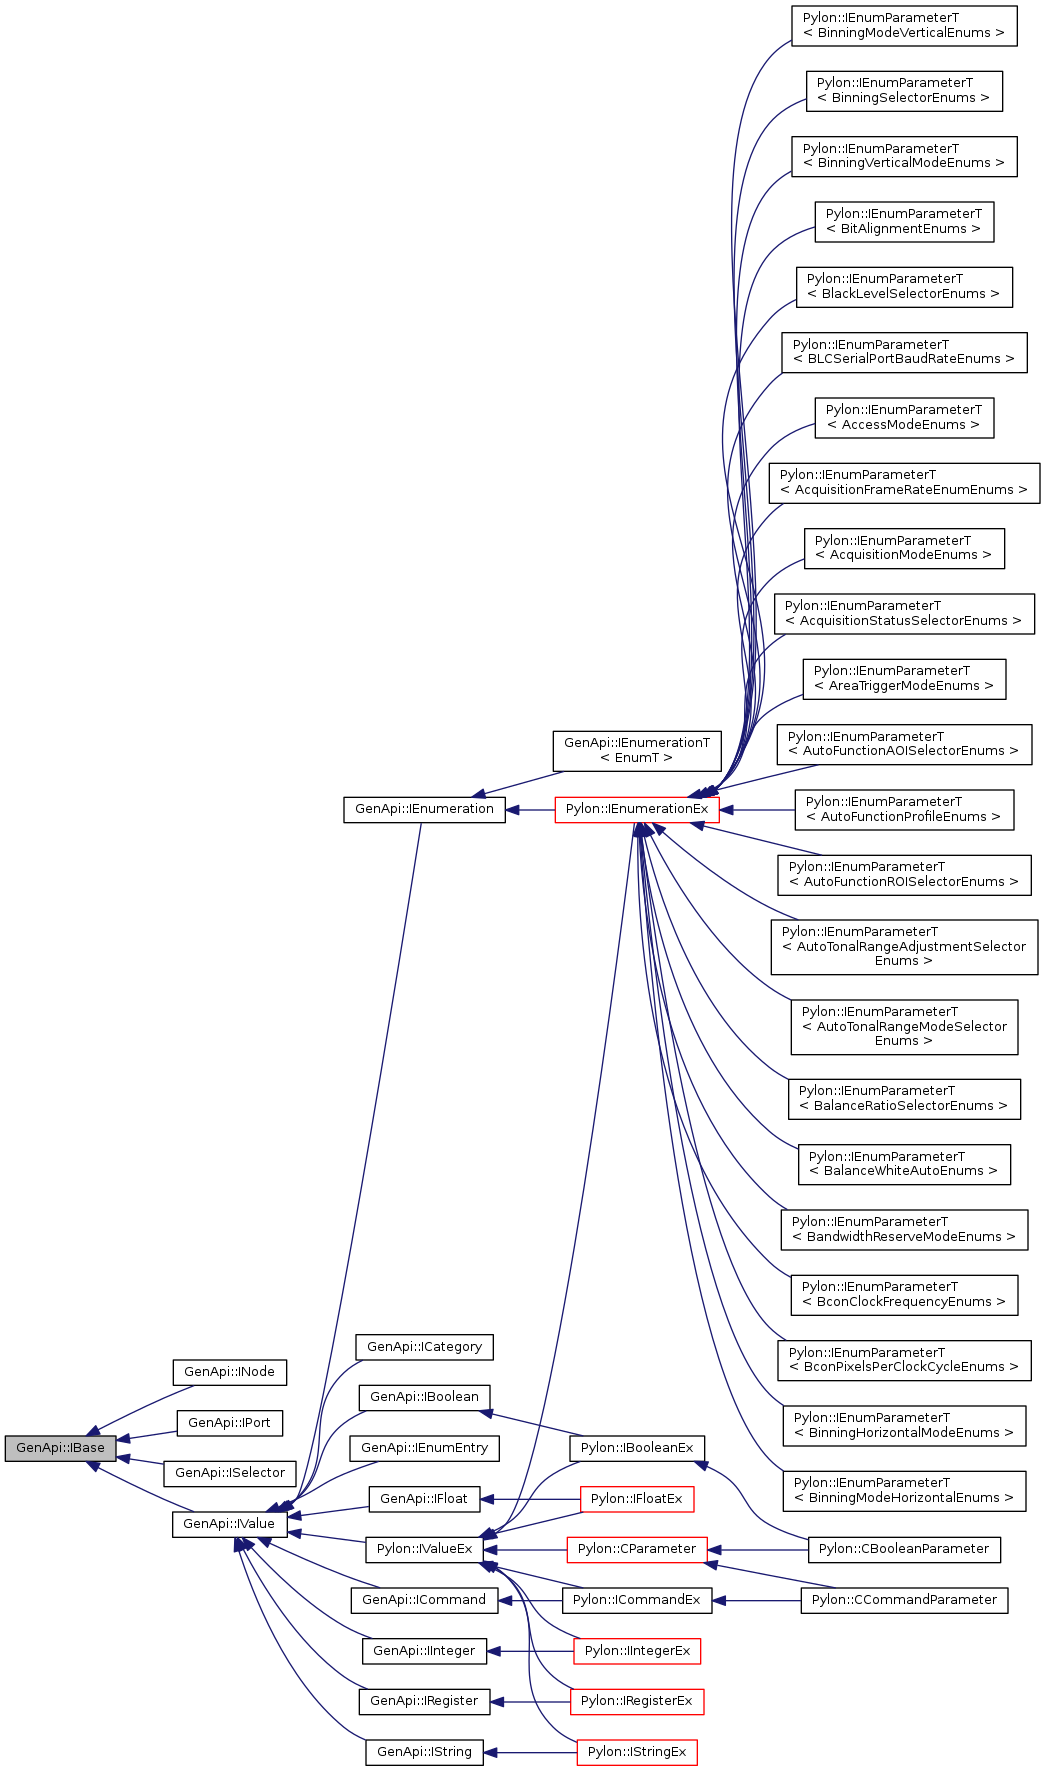 Pylon::IEnumParameterT
< BinningModeVerticalEnums >
Pylon::IEnumParameterT
< BinningSelectorEnums >
Pylon::IEnumParameterT
< BinningVerticalModeEnums >
Pylon::IEnumParameterT
< BitAlignmentEnums >
Pylon::IEnumParameterT
< BlackLevelSelectorEnums >
Pylon::IEnumParameterT
< BLCSerialPortBaudRateEnums >
Pylon::IEnumParameterT
< AccessModeEnums >
Pylon::IEnumParameterT
< AcquisitionFrameRateEnumEnums >
Pylon::IEnumParameterT
< AcquisitionModeEnums >
Pylon::IEnumParameterT
< AcquisitionStatusSelectorEnums >
Pylon::IEnumParameterT
< AreaTriggerModeEnums >
GenApi::IEnumerationT
< EnumT >
Pylon::IEnumParameterT
< AutoFunctionAOISelectorEnums >
GenApi::IEnumeration
Pylon::IEnumerationEx
Pylon::IEnumParameterT
< AutoFunctionProfileEnums >
Pylon::IEnumParameterT
< AutoFunctionROISelectorEnums >
Pylon::IEnumParameterT
< AutoTonalRangeAdjustmentSelector
Enums >
Pylon::IEnumParameterT
< AutoTonalRangeModeSelector
Enums >
Pylon::IEnumParameterT
< BalanceRatioSelectorEnums >
Pylon::IEnumParameterT
< BalanceWhiteAutoEnums >
Pylon::IEnumParameterT
< BandwidthReserveModeEnums >
Pylon::IEnumParameterT
< BconClockFrequencyEnums >
Pylon::IEnumParameterT
< BconPixelsPerClockCycleEnums >
Pylon::IEnumParameterT
< BinningHorizontalModeEnums >
Pylon::IEnumParameterT
< BinningModeHorizontalEnums >
GenApi::ICategory
GenApi::INode
GenApi::IBoolean
GenApi::IPort
GenApi::IBase
GenApi::IEnumEntry
Pylon::IBooleanEx
GenApi::ISelector
GenApi::IFloat
Pylon::IFloatEx
GenApi::IValue
Pylon::IValueEx
Pylon::CParameter
Pylon::CBooleanParameter
GenApi::ICommand
Pylon::ICommandEx
Pylon::CCommandParameter
GenApi::IInteger
Pylon::IIntegerEx
GenApi::IRegister
Pylon::IRegisterEx
GenApi::IString
Pylon::IStringEx